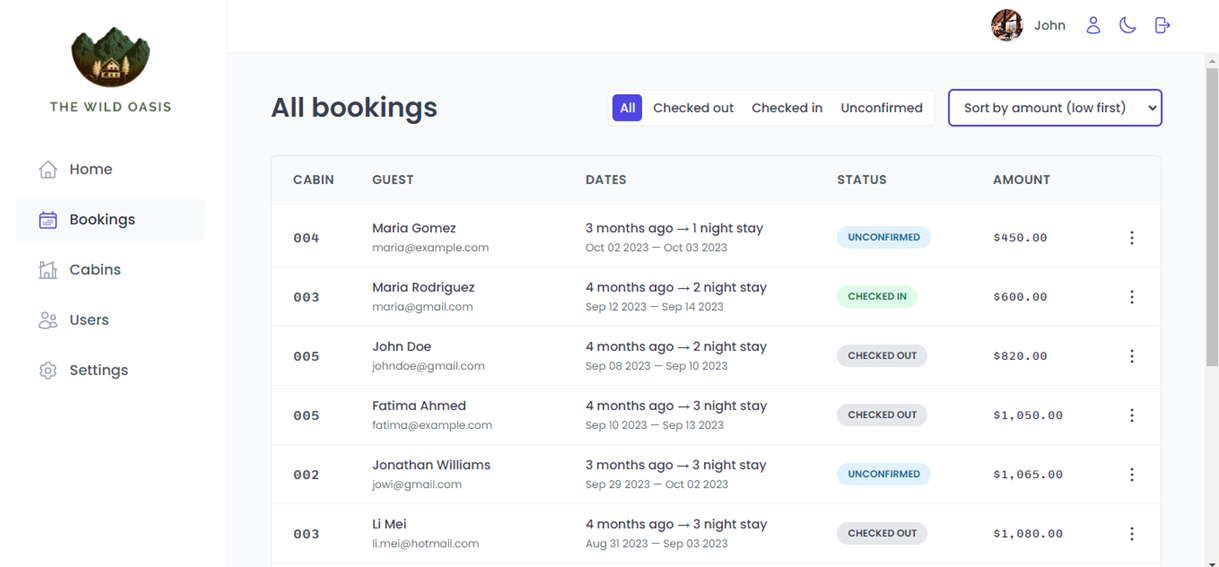 THE WILD OASIS
Home
Bookings
Cabins
Users
Settings
John
All bookings
All Checked out Checked in Unconfirmed Sort by amount (low first)
CABIN GUEST DATES STATUS AMOUNT
004 Maria Gomez 3 months ago → 1 night stay UNCONFIRMED $450.00
maria@example.com Oct 02 2023 — Oct 03 2023
003 Maria Rodriguez 4 months ago → 2 night stay CHECKED IN $600.00
maria@gmail.com Sep 12 2023 — Sep 14 2023
005 John Doe 4 months ago → 2 night stay CHECKED OUT $820.00
johndoe@gmail.com Sep 08 2023 — Sep 10 2023
005 Fatima Ahmed 4 months ago → 3 night stay CHECKED OUT $1,050.00
fatima@example.com Sep 10 2023 — Sep 13 2023
002 Jonathan Williams 3 months ago → 3 night stay UNCONFIRMED $1,065.00
jowi@gmail.com Sep 29 2023 — Oct 02 2023
003 Li Mei 4 months ago → 3 night stay CHECKED OUT $1,080.00
li.mei@hotmail.com Aug 31 2023 — Sep 03 2023